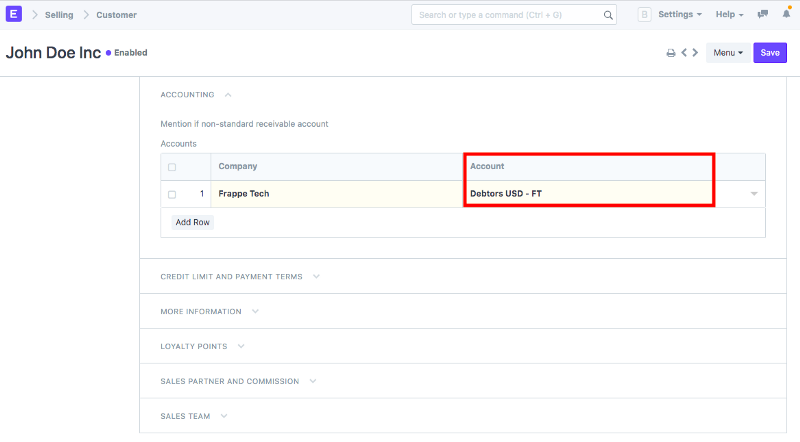 E Selling Customer Search or type a command (Ctrl + G) B Settings Help
John Doe Inc Enabled Menu Save
ACCOUNTING
Mention if non-standard receivable account
Accounts
Company Account
1 Frappe Tech Debtors USD - FT
Add Row
CREDIT LIMIT AND PAYMENT TERMS
MORE INFORMATION
LOYALTY POINTS
SALES PARTNER AND COMMISSION
SALES TEAM